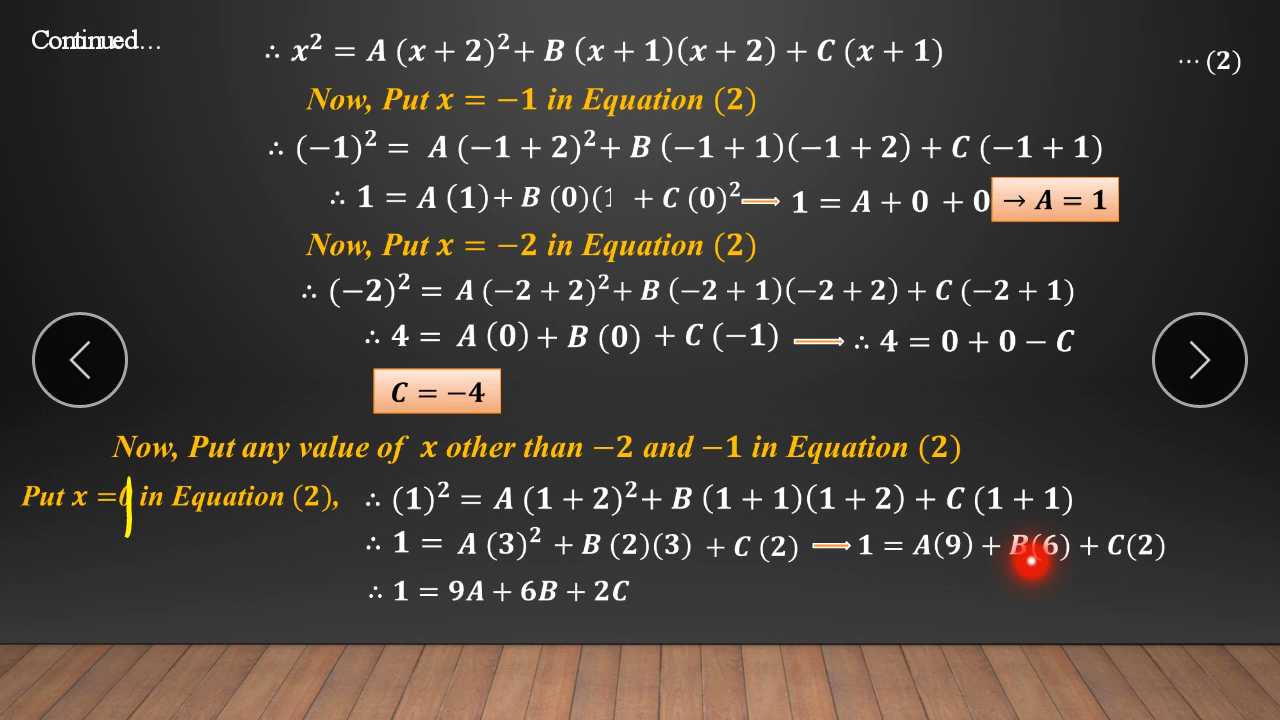 Continued...
∴ x² = A (x + 2)² + B (x + 1)(x + 2) + C (x + 1) ⋯ (2)
Now, Put x = −1 in Equation (2)
∴ (−1)² = A (−1 + 2)² + B (−1 + 1)(−1 + 2) + C (−1 + 1)
∴ 1 = A (1) + B (0)(1 + C (0)² ⟹ 1 = A + 0 + 0 → A = 1
Now, Put x = −2 in Equation (2)
∴ (−2)² = A (−2 + 2)² + B (−2 + 1)(−2 + 2) + C (−2 + 1)
∴ 4 = A (0) + B (0) + C (−1) ⟹ ∴ 4 = 0 + 0 − C
C = −4
Now, Put any value of x other than −2 and −1 in Equation (2)
Put x = in Equation (2), ∴ (1)² = A (1 + 2)² + B (1 + 1)(1 + 2) + C (1 + 1)
∴ 1 = A (3)² + B (2)(3) + C (2) ⟹ 1 = A(9) + B(6) + C(2)
∴ 1 = 9A + 6B + 2C